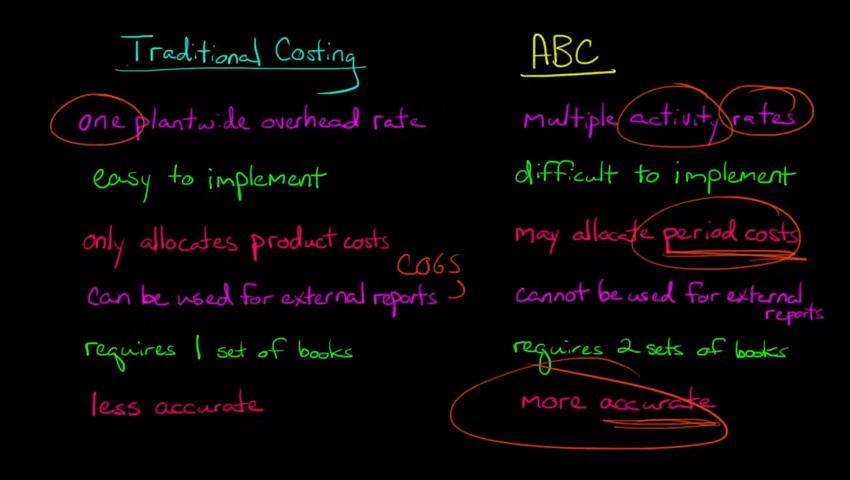 Traditional Costing
ABC
one plantwide overhead rate
multiple activity rates
easy to implement
difficult to implement
only allocates product costs
may allocate period costs
COGS
can be used for external reports
cannot be used for external
reports
requires 1 set of books
requires 2 sets of books
less accurate
more accurate